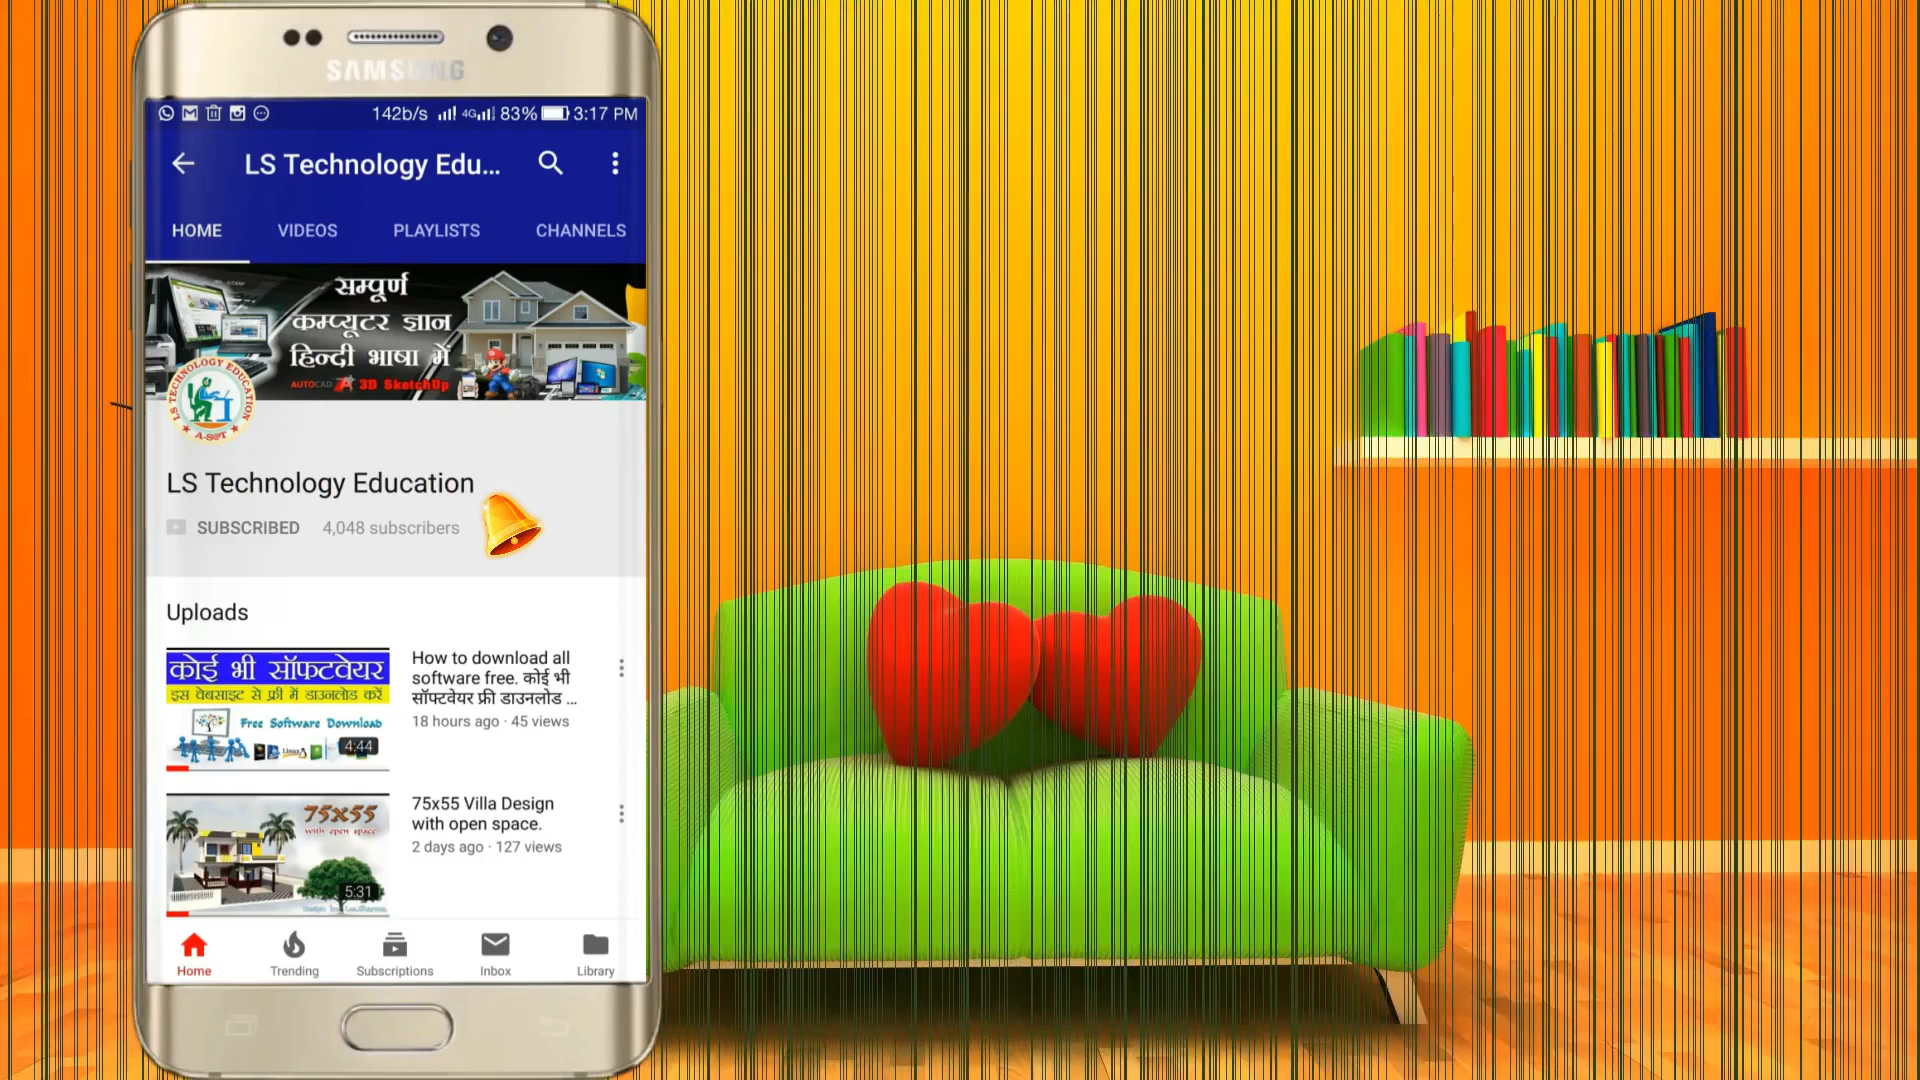 SAMSUNG
142b/s 4G 83% 3:17 PM
LS Technology Edu...
HOME VIDEOS PLAYLISTS CHANNELS
सम्पूर्ण
कम्प्यूटर ज्ञान
हिन्दी भाषा में
AUTOCAD 3D SketchUp
LS TECHNOLOGY EDUCATION
A-S@T
LS Technology Education
SUBSCRIBED 4,048 subscribers
Uploads
कोई भी सॉफटवेयर
इस वेबसाइट से फ्री में डाउनलोड करें
Free Software Download
Linux
4:44
How to download all
software free. कोई भी
सॉफ्टवेयर फ्री डाउनलोड ...
18 hours ago · 45 views
75x55
with open space
5:31
75x55 Villa Design
with open space.
2 days ago · 127 views
Home Trending Subscriptions Inbox Library